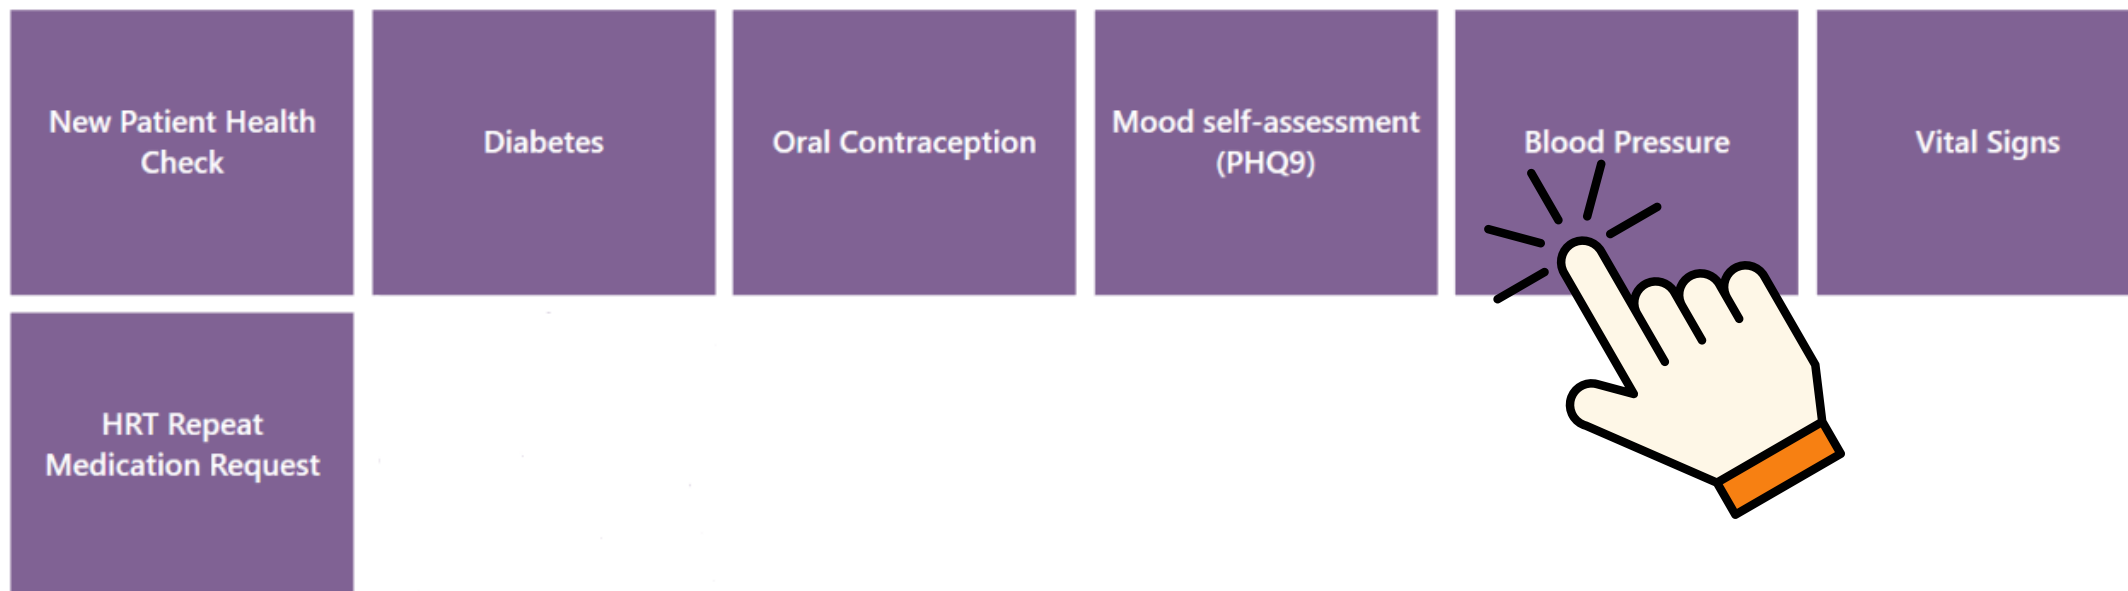 New Patient Health
Check
Diabetes
Oral Contraception
Mood self-assessment
(PHQ9)
Blood Pressure
Vital Signs
HRT Repeat
Medication Request